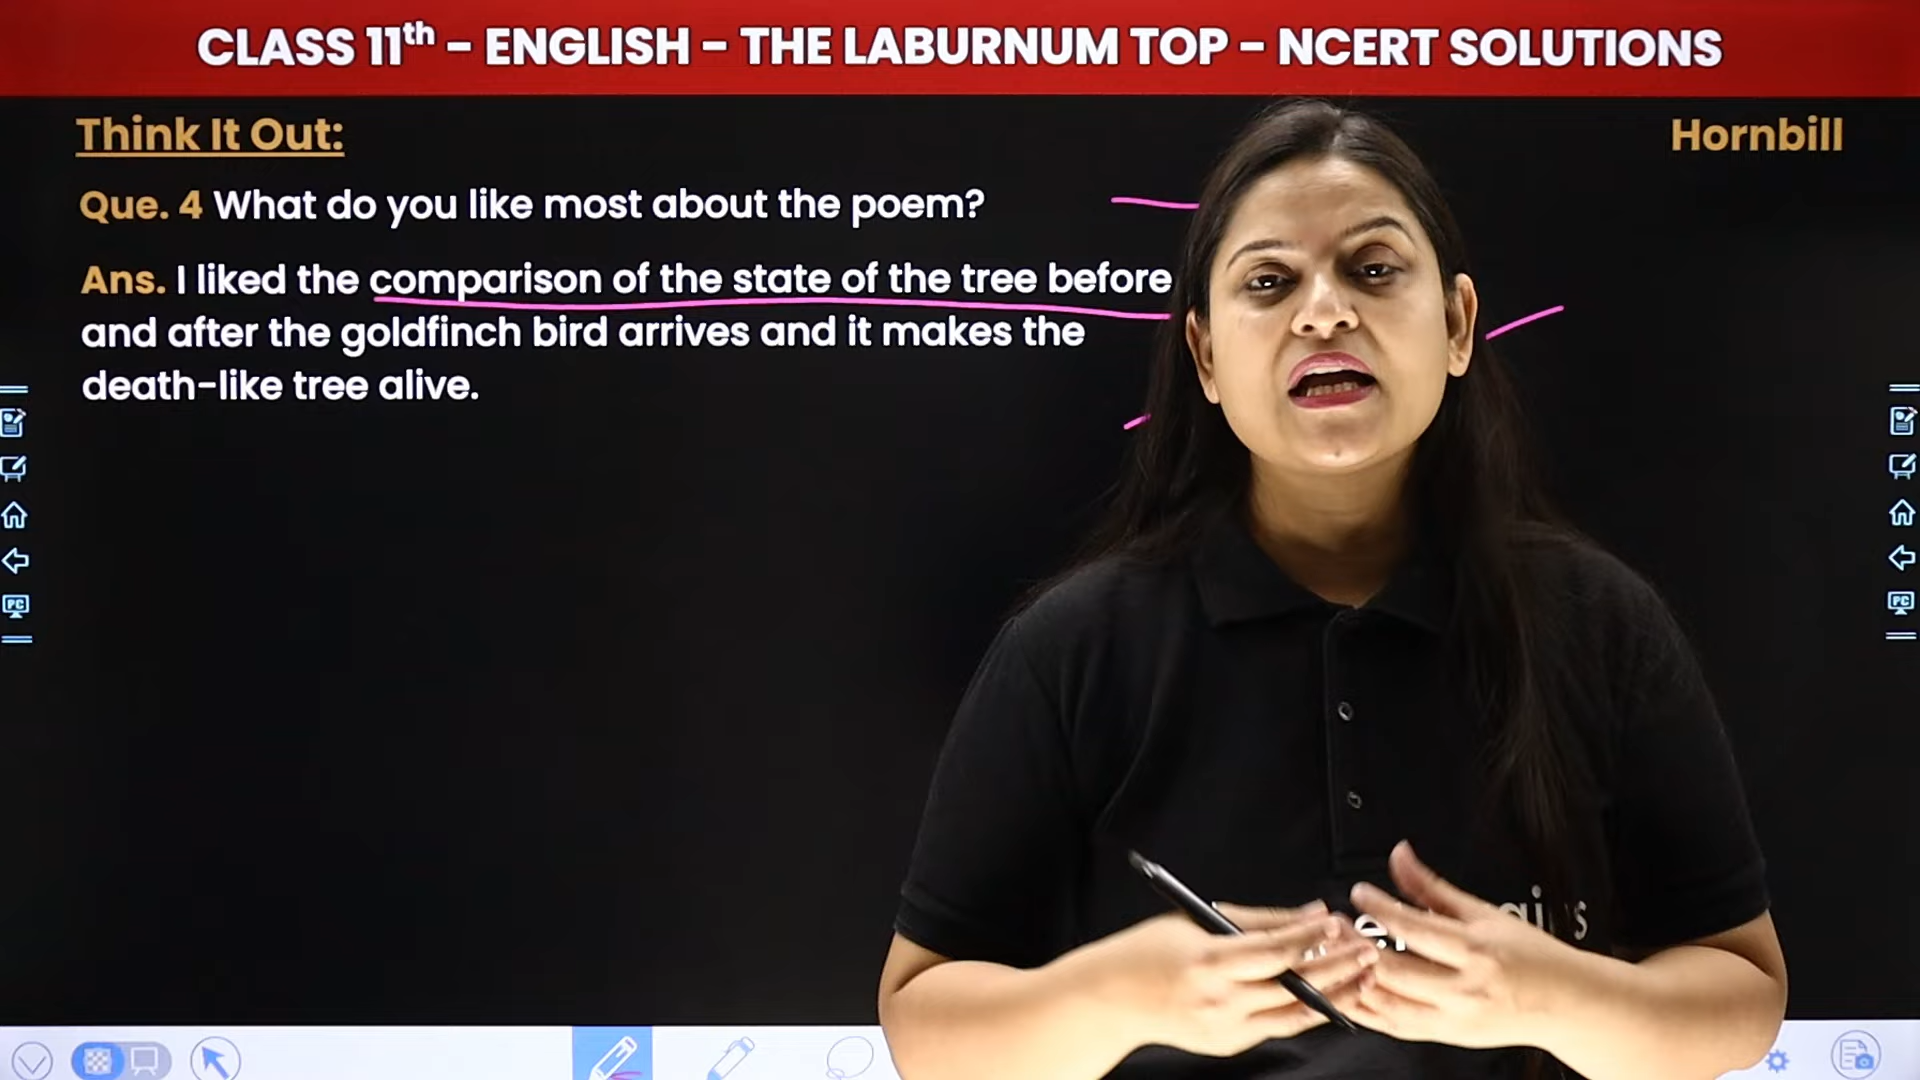 CLASS 11th - ENGLISH - THE LABURNUM TOP - NCERT SOLUTIONS
Think It Out:
Hornbill
Que. 4 What do you like most about the poem?
Ans. I liked the comparison of the state of the tree before
and after the goldfinch bird arrives and it makes the
death-like tree alive.
PC
PC